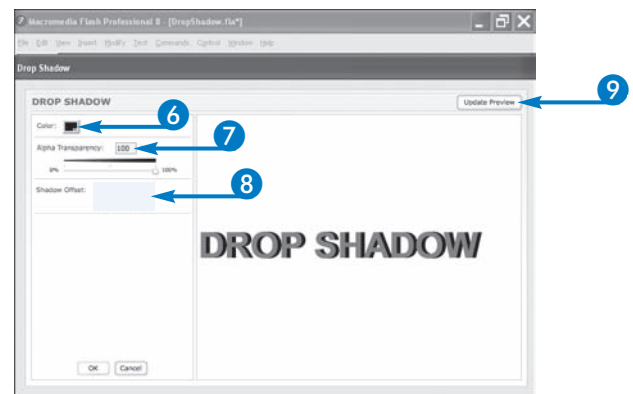 Macromedia Flash Professional 8 - [DropShadow.fla*]
File Edit View Insert Modify Text Commands Control Window Help
Drop Shadow
DROP SHADOW
Update Preview
9
Color:
6
Alpha Transparency: 100
7
0% 100%
Shadow Offset:
8
DROP SHADOW
OK Cancel